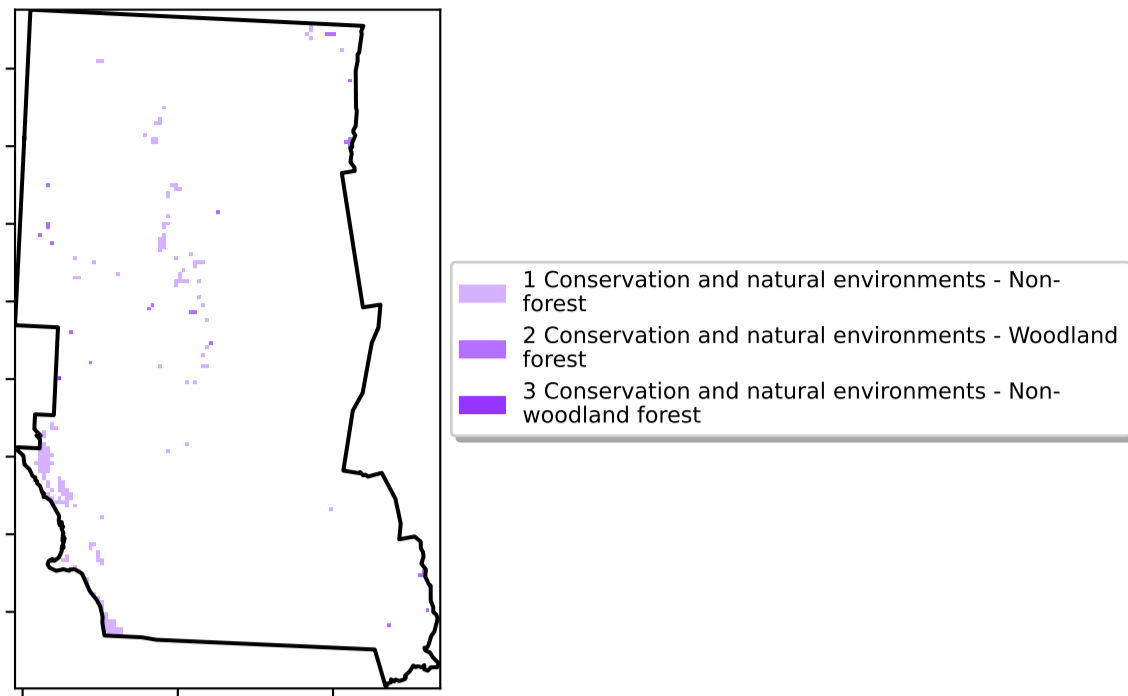 1 Conservation and natural environments - Non-
forest
2 Conservation and natural environments - Woodland
forest
3 Conservation and natural environments - Non-
woodland forest